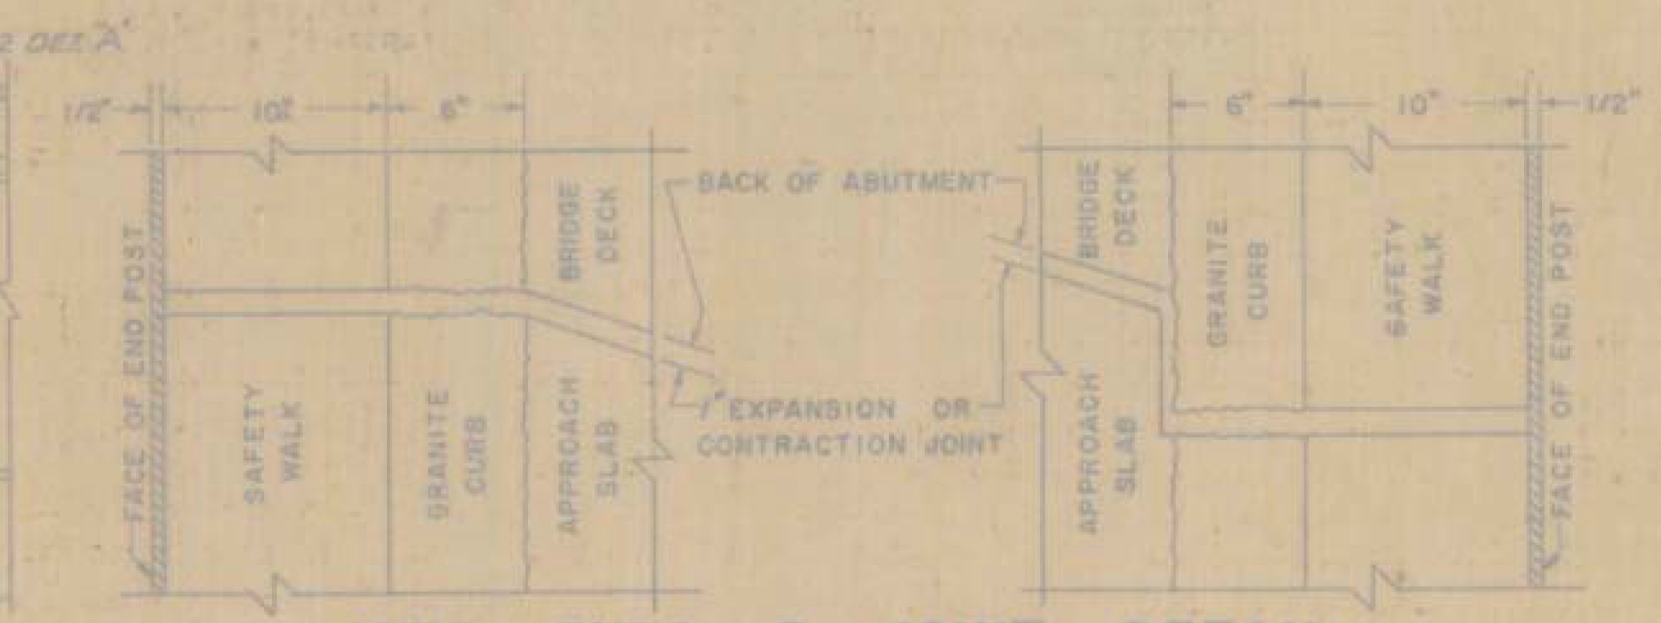 DET. A
1/2"
10"
6"
6"
10"
1/2"
FACE OF END POST
SAFETY
WALK
GRANITE
CURB
BRIDGE
DECK
APPROACH
SLAB
BACK OF ABUTMENT
1" EXPANSION OR
CONTRACTION JOINT
BRIDGE
DECK
APPROACH
SLAB
GRANITE
CURB
SAFETY
WALK
FACE OF END POST